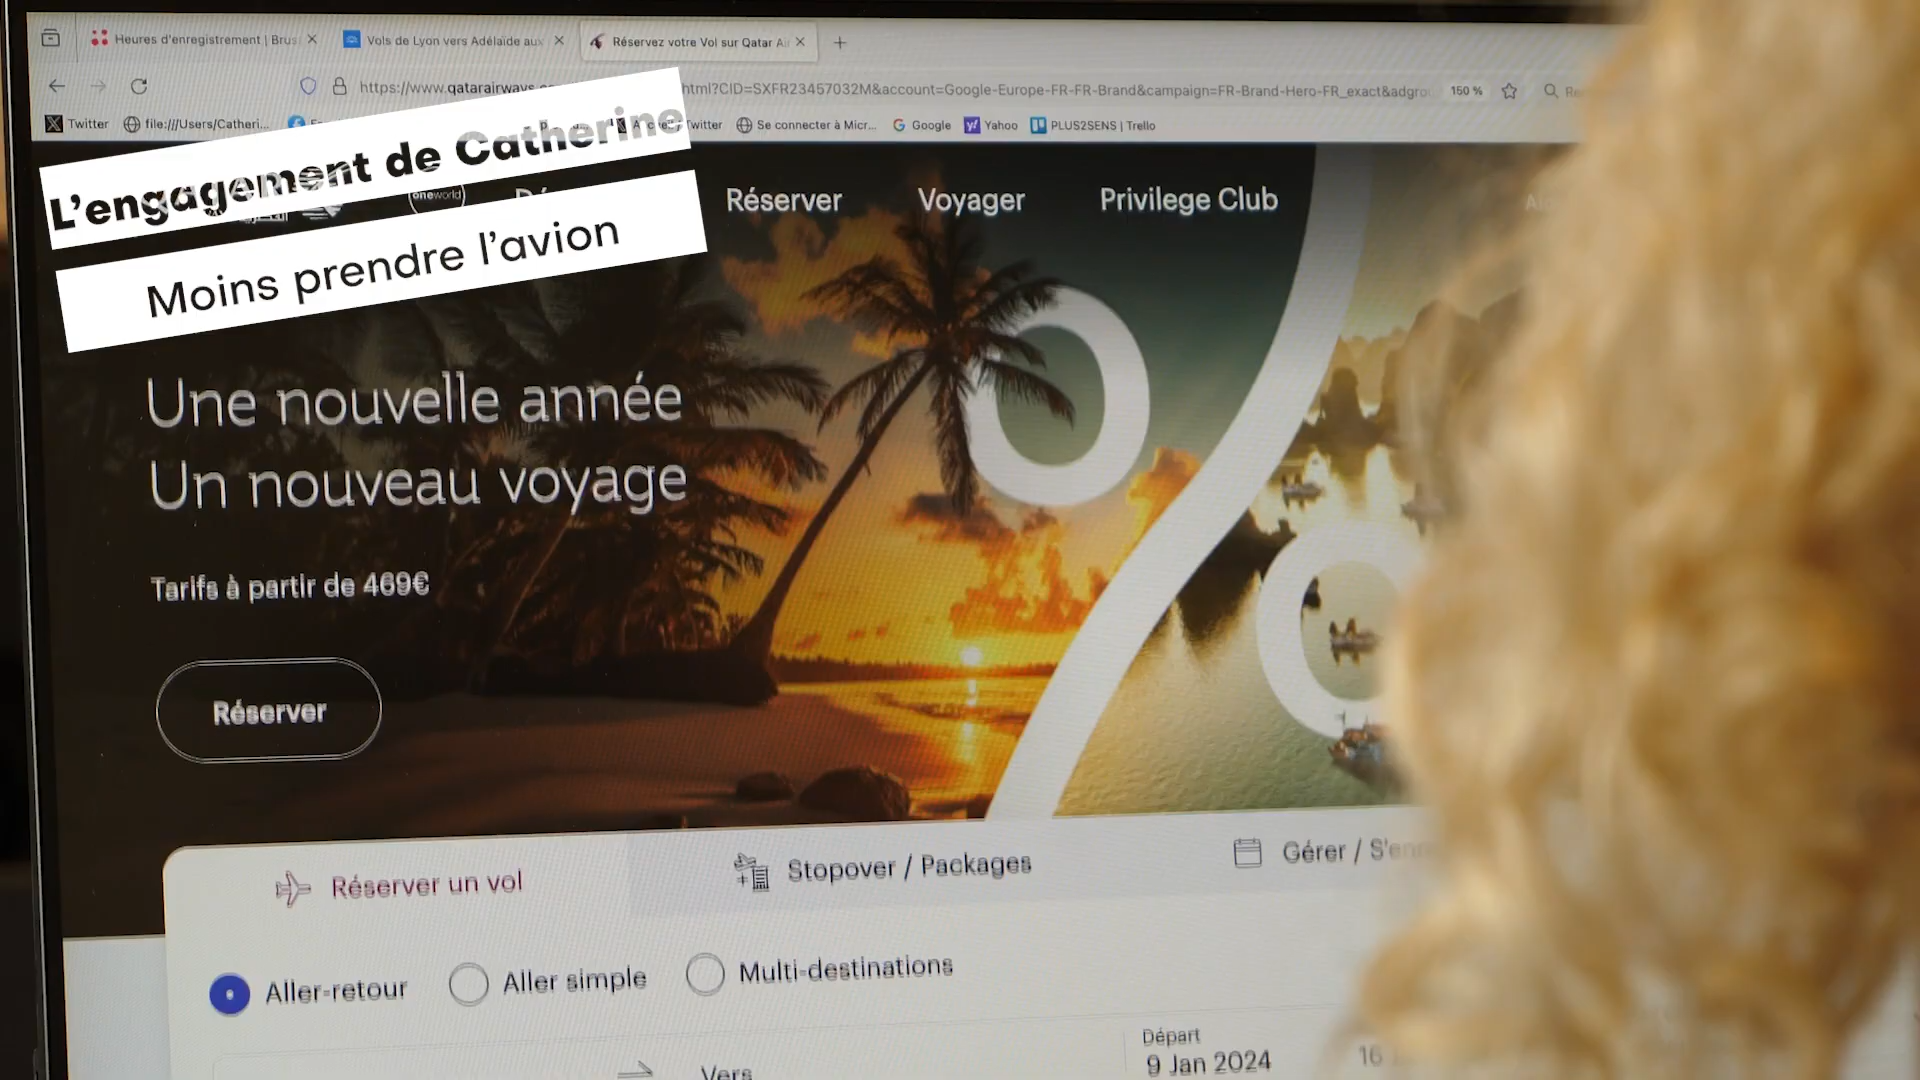 Heures d'enregistrement | Brus
Vols de Lyon vers Adélaïde aux
Réservez votre Vol sur Qatar Air
https://www.qatarairways
html?CID=SXFR23457032M&account=Google-Europe-FR-FR-Brand&campaign=FR-Brand-Hero-FR_exact&adgro
150 %
Twitter
file:///Users/Catheri...
Twitter
Se connecter à Micr...
Google
Yahoo
PLUS2SENS | Trello
L'engagement de Catherine
Moins prendre l'avion
oneworld
Réserver
Voyager
Privilege Club
Une nouvelle année
Un nouveau voyage
Tarifs à partir de 469€
Réserver
Réserver un vol
Stopover / Packages
Gérer /
Aller-retour
Aller simple
Multi-destinations
Vers
Départ
9 Jan 2024
16